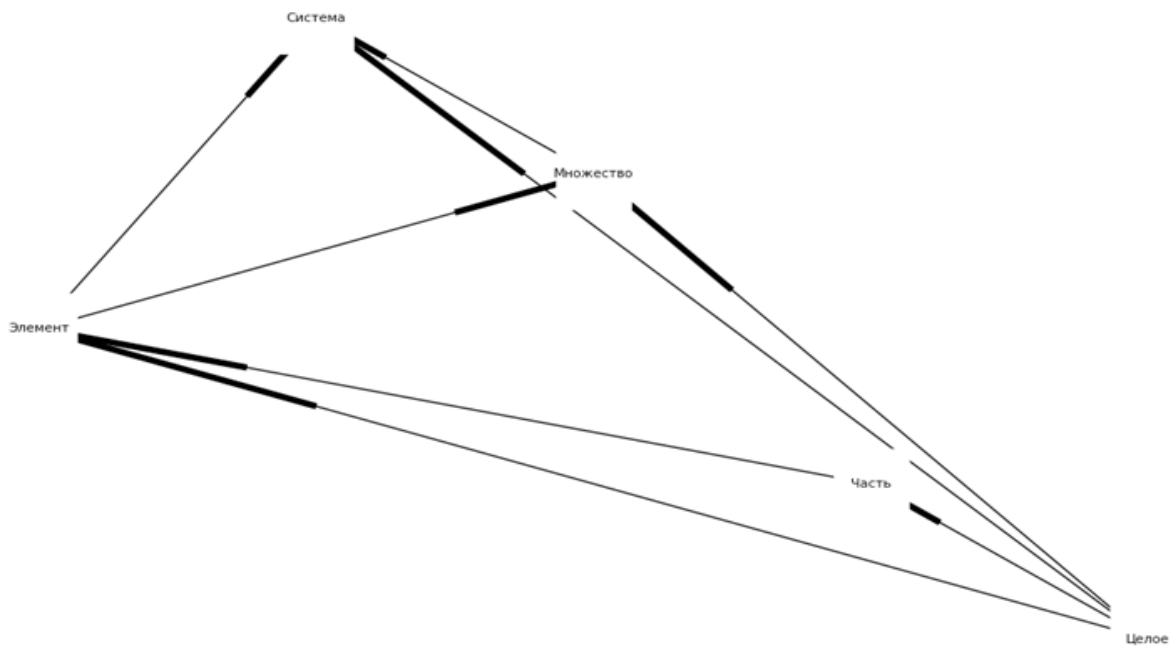 Система
Множество
Элемент
Часть
Целое